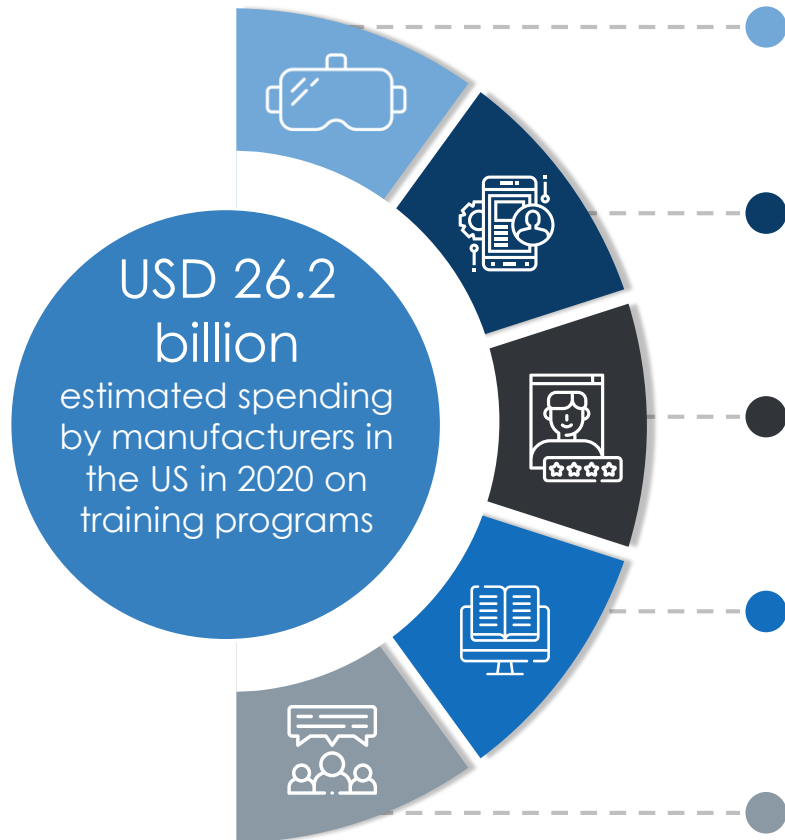 USD 26.2
billion
estimated spending
by manufacturers in
the US in 2020 on
training programs